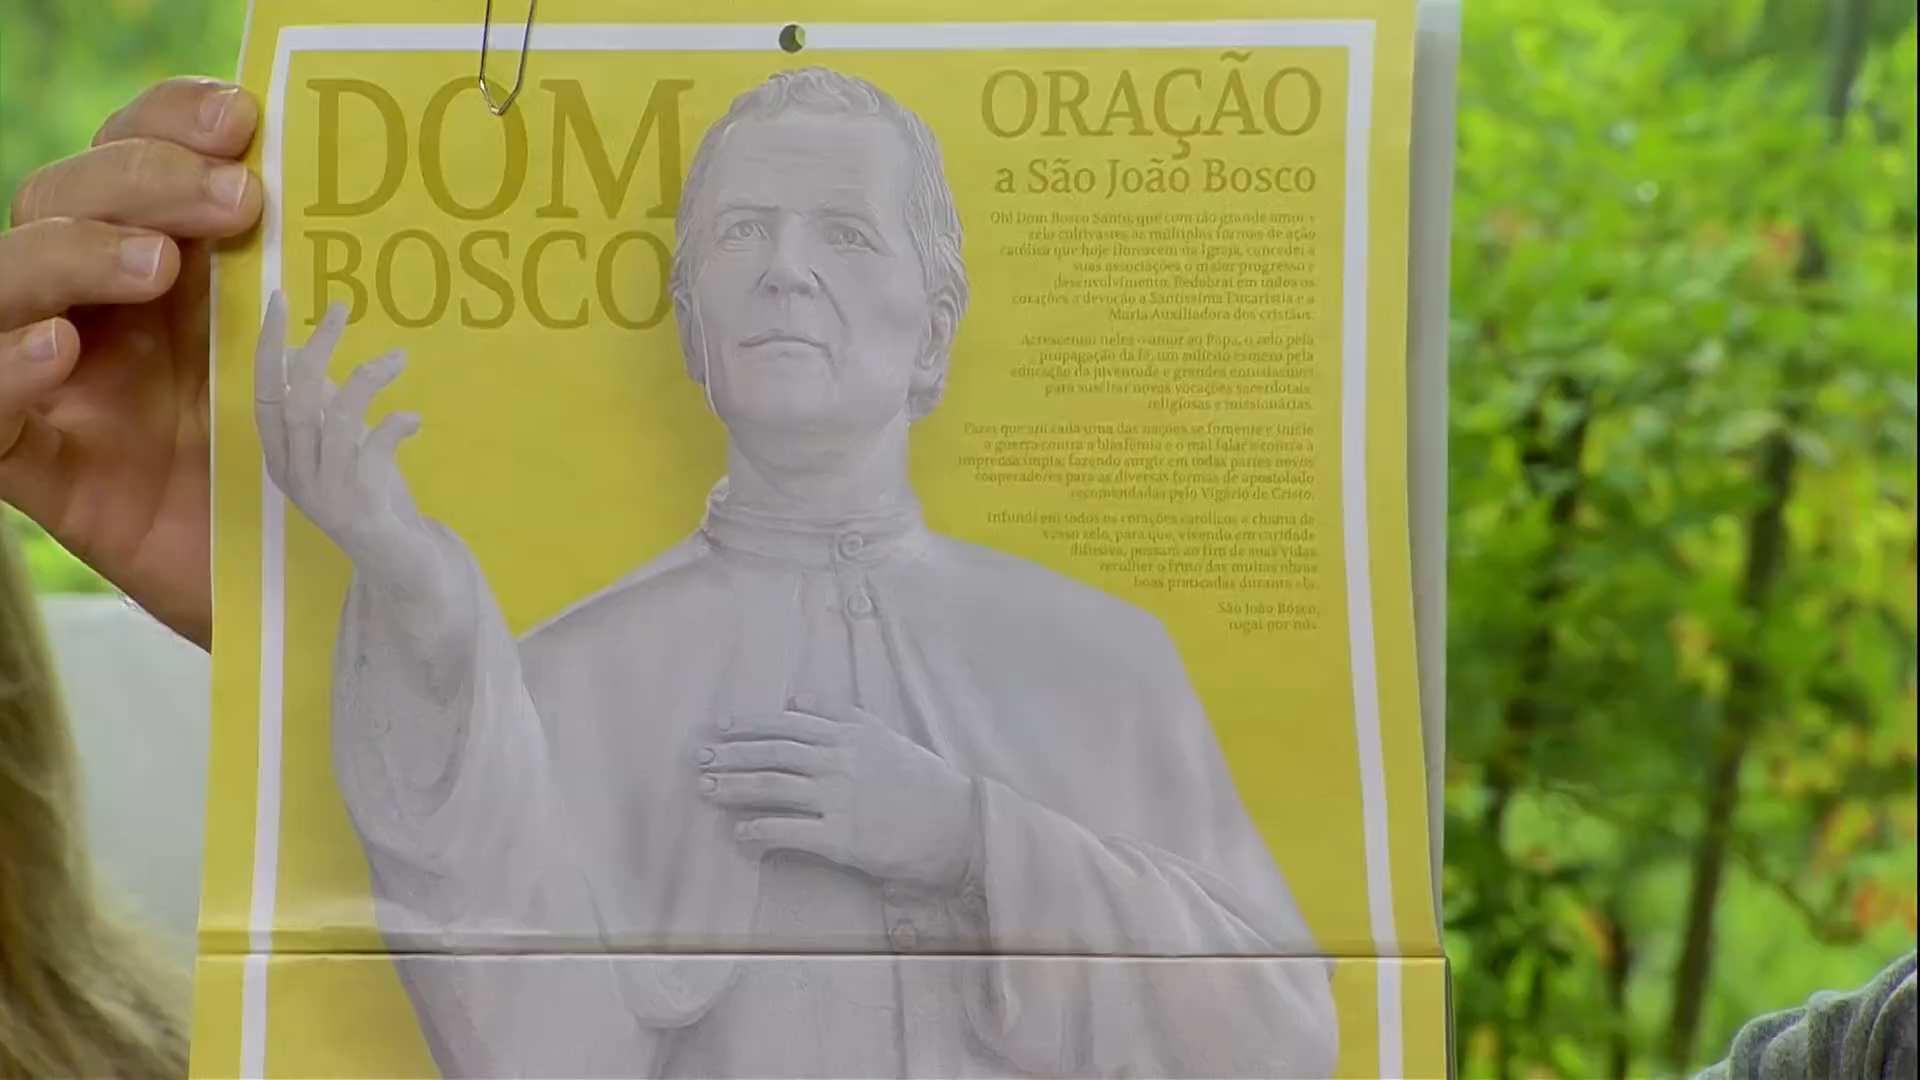 DOM
BOSCO
ORAÇÃO
a São João Bosco
Oh! Dom Bosco Santo, que com tão grande amor e
zelo cultivastes as múltiplas formas de ação
católica que hoje florescem na Igreja, concedei a
suas associações o maior progresso e
desenvolvimento. Redobrai em todos os
corações a devoção a Santíssima Eucaristia e a
Maria Auxiliadora dos cristãos.
Acrescentai neles o amor ao Papa, o zelo pela
propagação da fé, um solícito esmero pela
educação da juventude e grandes entusiasmos
para suscitar novas vocações sacerdotais,
religiosas e missionárias.
Fazei que em cada uma das nações se fomente e inicie
a guerra contra a blasfêmia e o mal falar e contra a
imprensa ímpia; fazendo surgir em todas partes novos
cooperadores para as diversas formas de apostolado
recomendadas pelo Vigário de Cristo.
Infundi em todos os corações católicos a chama de
vosso zelo, para que, vivendo em caridade
difusiva, possam ao fim de suas vidas
recolher o fruto das muitas obras
boas praticadas durante ela.
São João Bosco,
rogai por nós.